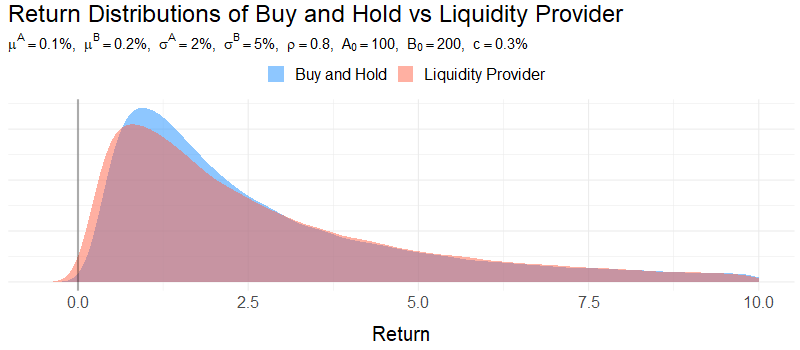 Return Distributions of Buy and Hold vs Liquidity Provider
μᴬ = 0.1%, μᴮ = 0.2%, σᴬ = 2%, σᴮ = 5%, ρ = 0.8, A₀ = 100, B₀ = 200, c = 0.3%
Buy and Hold Liquidity Provider
0.0 2.5 5.0 7.5 10.0
Return